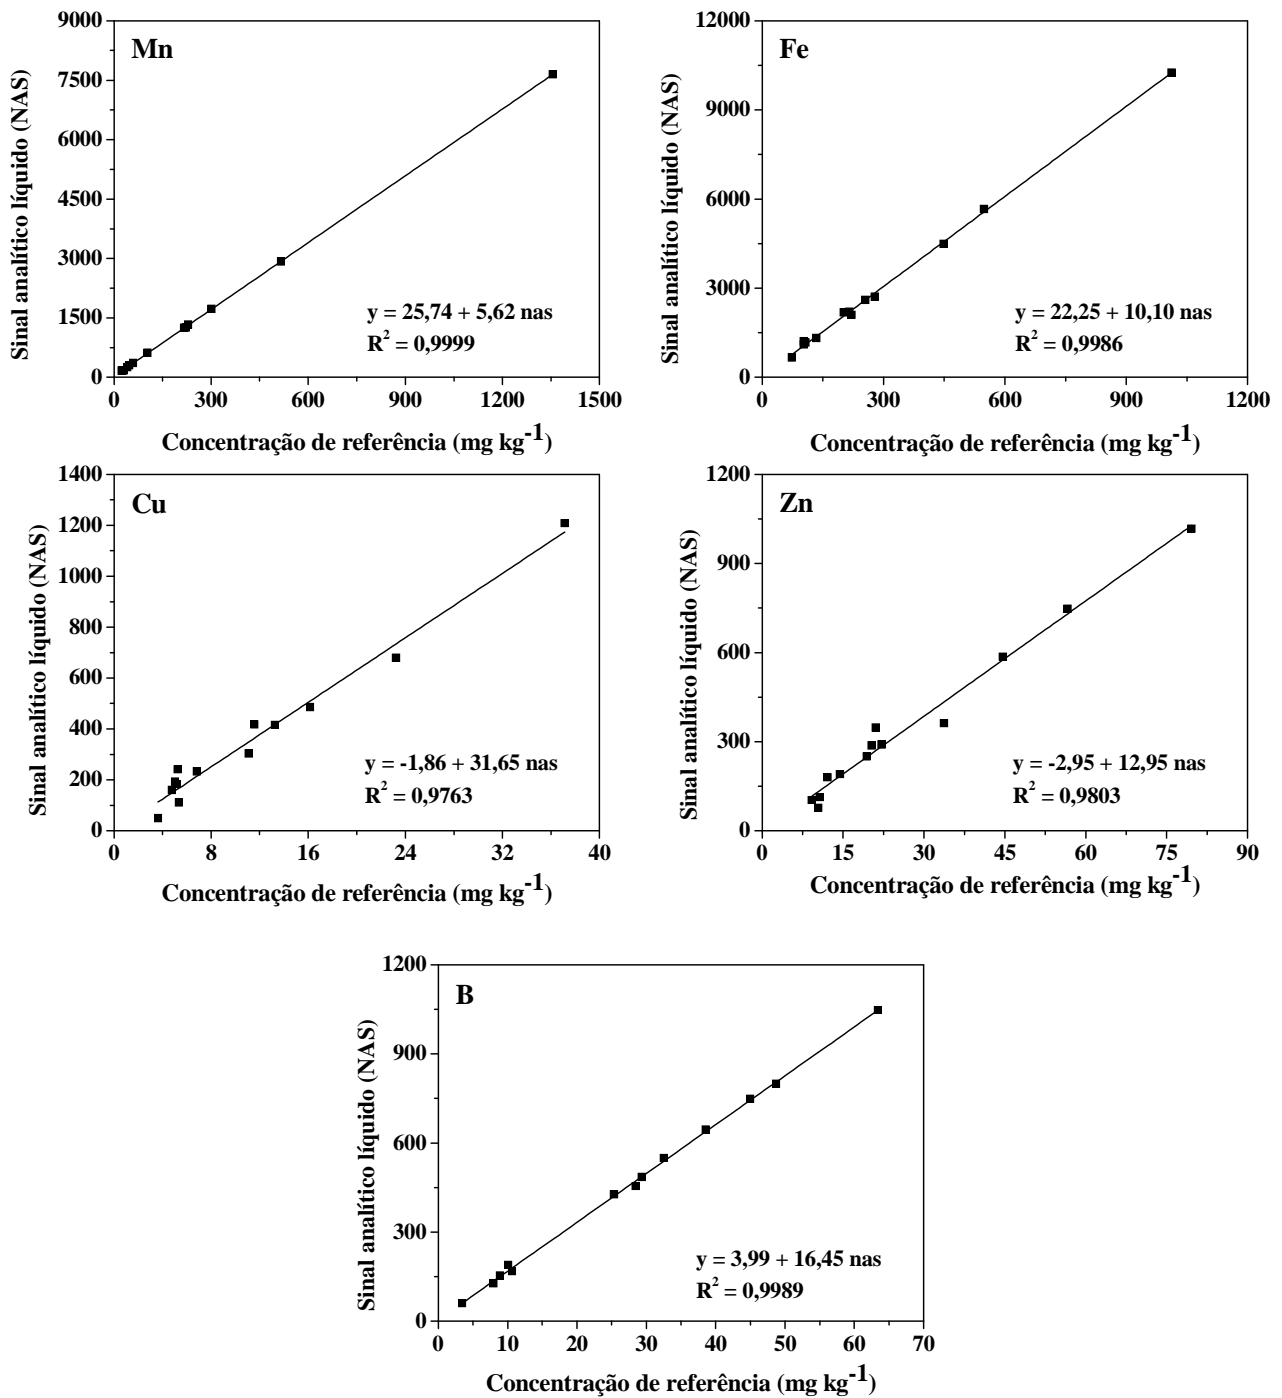 Mn
Sinal analítico líquido (NAS)
9000
7500
6000
4500
3000
1500
0
y = 25,74 + 5,62 nas
R² = 0,9999
0 300 600 900 1200 1500
Concentração de referência (mg kg⁻¹)
Fe
Sinal analítico líquido (NAS)
12000
9000
6000
3000
0
y = 22,25 + 10,10 nas
R² = 0,9986
0 300 600 900 1200
Concentração de referência (mg kg⁻¹)
Cu
Sinal analítico líquido (NAS)
1400
1200
1000
800
600
400
200
0
y = -1,86 + 31,65 nas
R² = 0,9763
0 8 16 24 32 40
Concentração de referência (mg kg⁻¹)
Zn
Sinal analítico líquido (NAS)
1200
900
600
300
0
y = -2,95 + 12,95 nas
R² = 0,9803
0 15 30 45 60 75 90
Concentração de referência (mg kg⁻¹)
B
Sinal analítico líquido (NAS)
1200
900
600
300
0
y = 3,99 + 16,45 nas
R² = 0,9989
0 10 20 30 40 50 60 70
Concentração de referência (mg kg⁻¹)